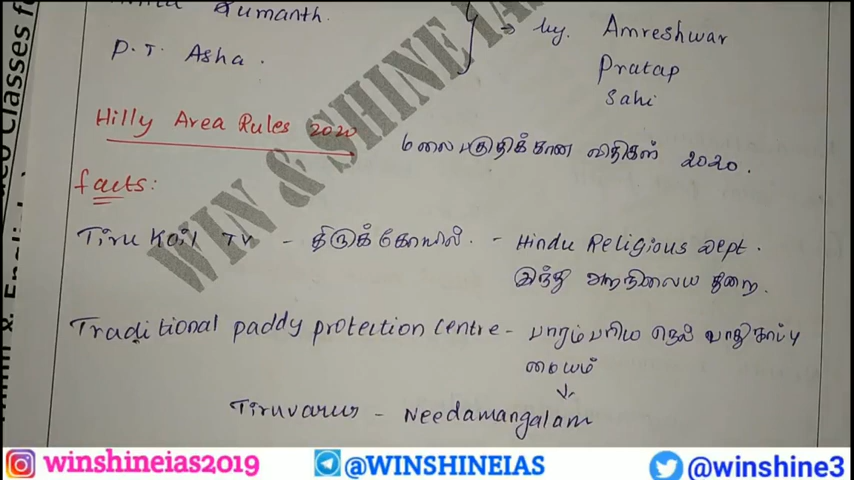 Sumanth.
P.T. Asha.
by. Amreshwar
Pratap
Sahi
Hilly Area Rules 2020
மலை பகுதிக்கான விதிகள் 2020.
facts:
Tiru Koil TV - திருக்கோயில் - Hindu Religious Dept.
இந்து அறநிலைய துறை.
Traditional paddy protection centre - பாரம்பரிய நெல் பாதுகாப்பு
மையம்
Tiruvarur - Needamangalam
WIN & SHINE IAS
winshineias2019
@WINSHINEIAS
@winshine3